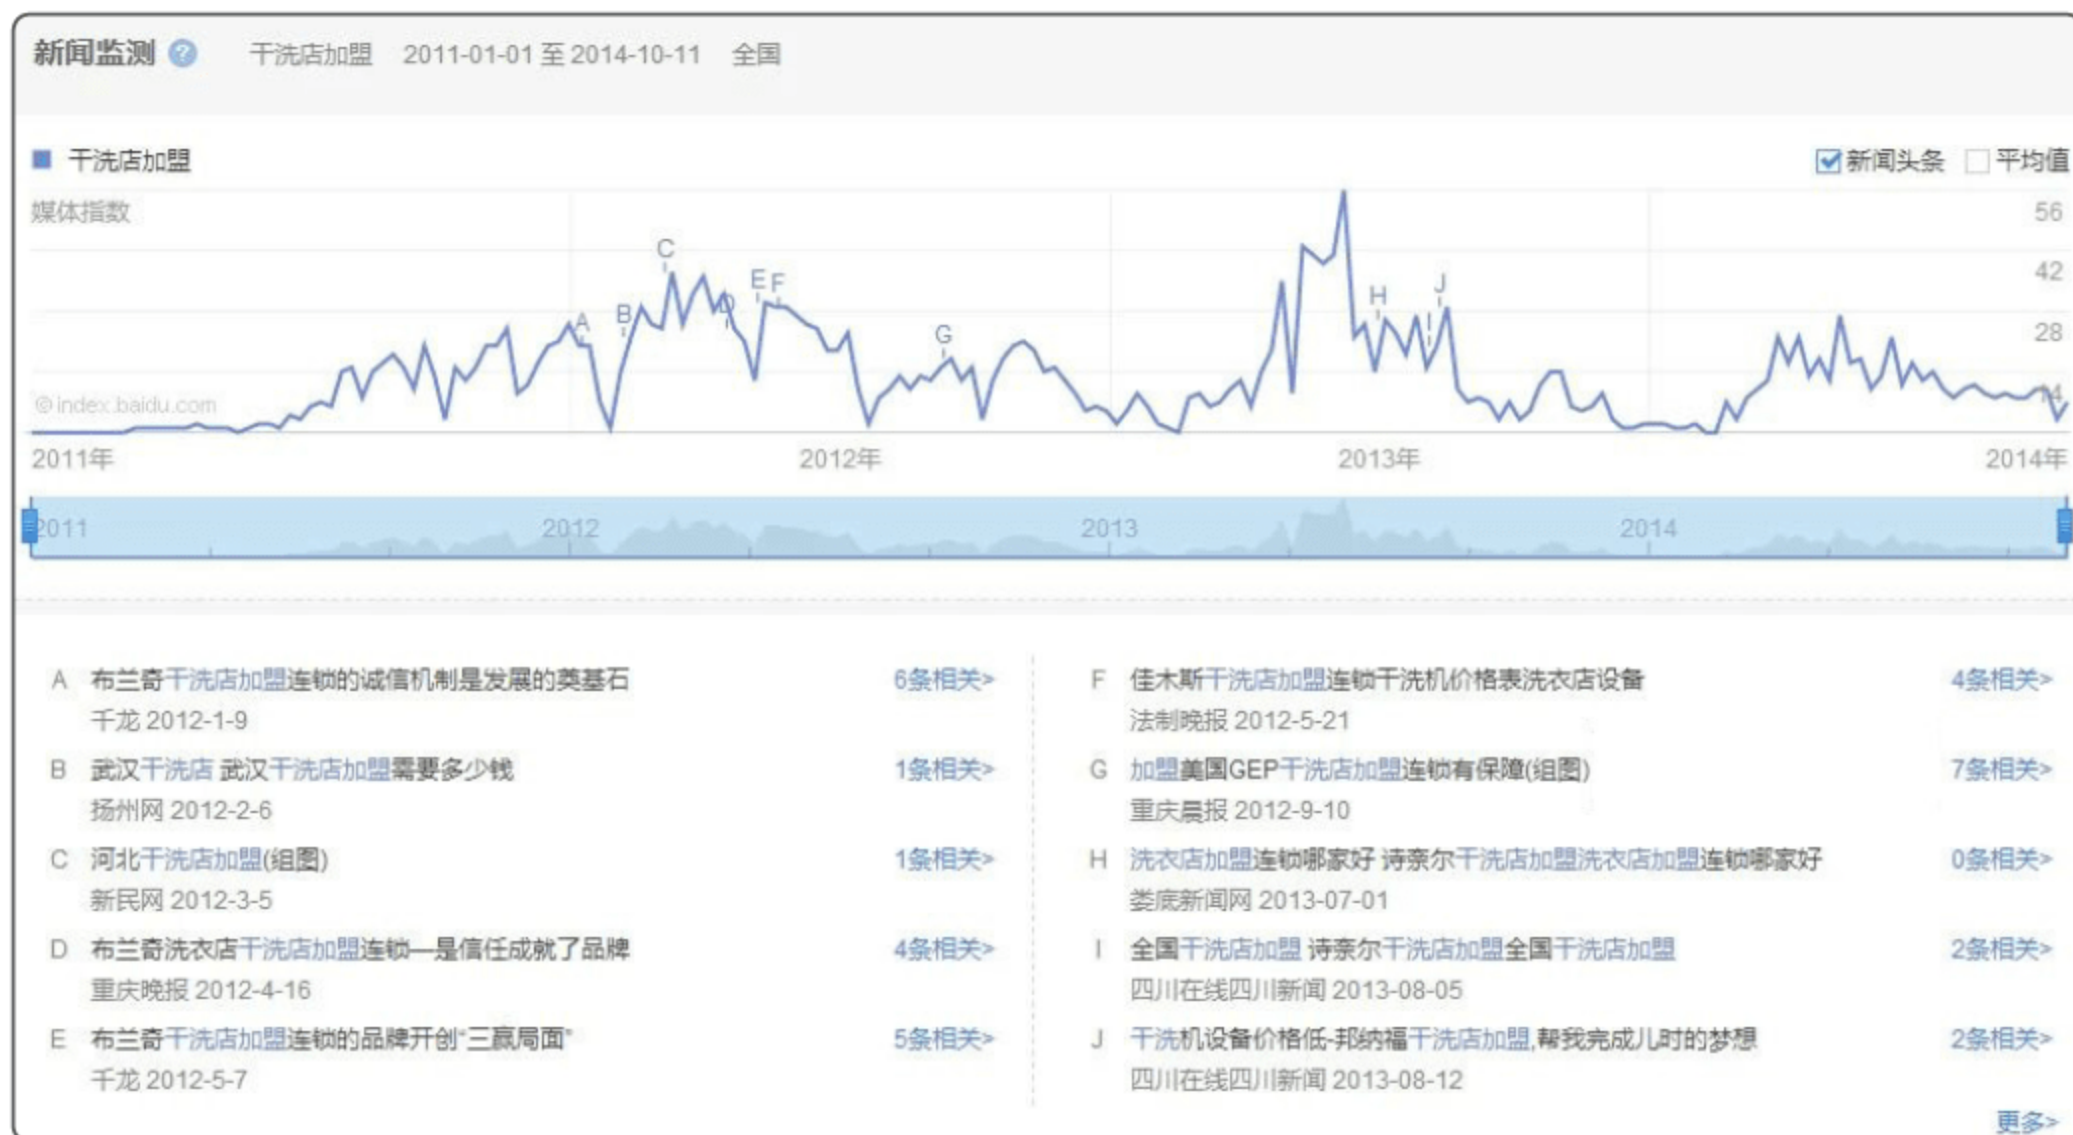 新闻监测 ? 干洗店加盟 2011-01-01 至 2014-10-11 全国
干洗店加盟 新闻头条 平均值
媒体指数
56
42
28
14
C
E F
A B D
G
H I J
©index.baidu.com
2011年 2012年 2013年 2014年
2011 2012 2013 2014
A 布兰奇干洗店加盟连锁的诚信机制是发展的奠基石 6条相关>
千龙 2012-1-9
B 武汉干洗店 武汉干洗店加盟需要多少钱 1条相关>
扬州网 2012-2-6
C 河北干洗店加盟(组图) 1条相关>
新民网 2012-3-5
D 布兰奇洗衣店干洗店加盟连锁—是信任成就了品牌 4条相关>
重庆晚报 2012-4-16
E 布兰奇干洗店加盟连锁的品牌开创“三赢局面” 5条相关>
千龙 2012-5-7
F 佳木斯干洗店加盟连锁干洗机价格表洗衣店设备 4条相关>
法制晚报 2012-5-21
G 加盟美国GEP干洗店加盟连锁有保障(组图) 7条相关>
重庆晨报 2012-9-10
H 洗衣店加盟连锁哪家好 诗奈尔干洗店加盟洗衣店加盟连锁哪家好 0条相关>
娄底新闻网 2013-07-01
I 全国干洗店加盟 诗奈尔干洗店加盟全国干洗店加盟 2条相关>
四川在线四川新闻 2013-08-05
J 干洗机设备价格低-邦纳福干洗店加盟,帮我完成儿时的梦想 2条相关>
四川在线四川新闻 2013-08-12
更多>